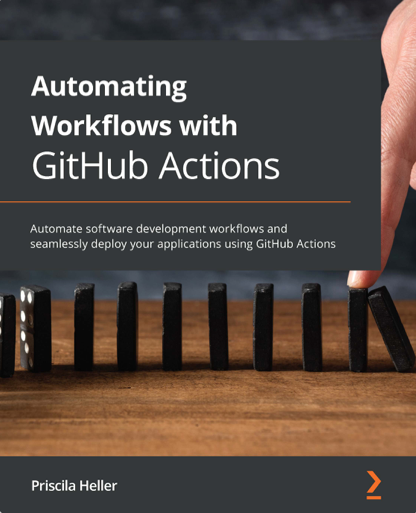 Automating
Workflows with
GitHub Actions
Automate software development workflows and
seamlessly deploy your applications using GitHub Actions
Priscila Heller